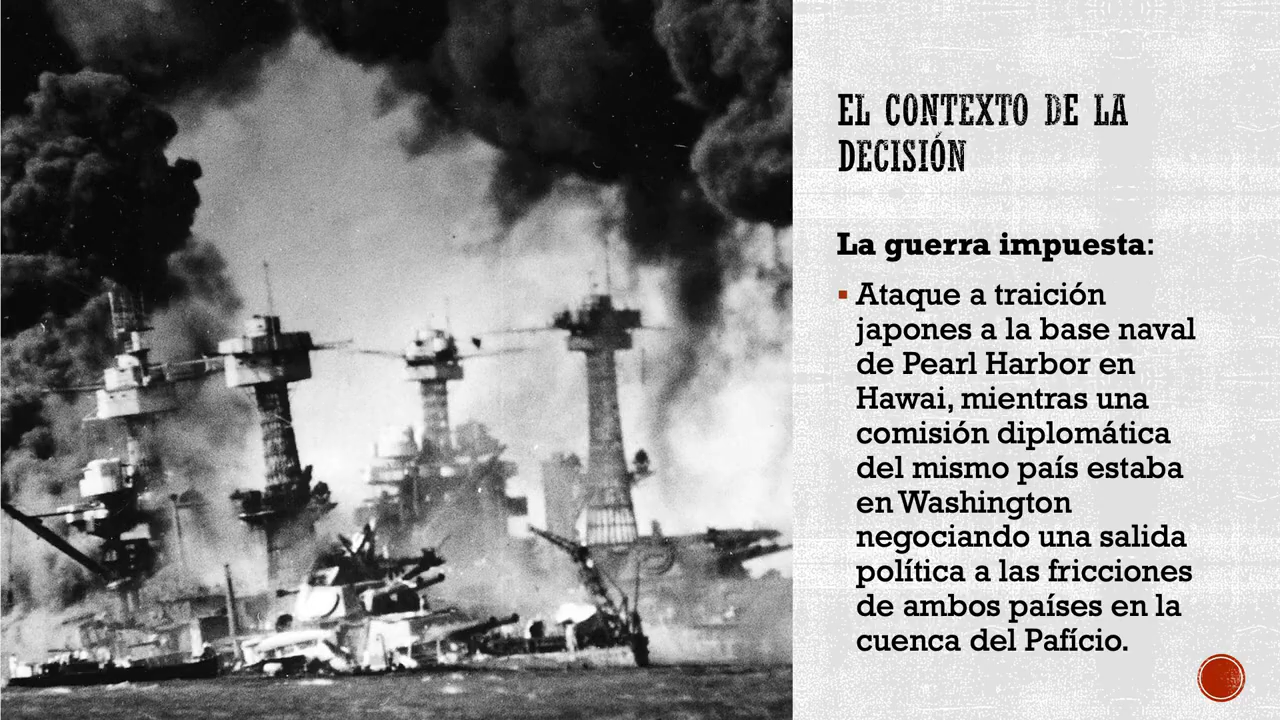 EL CONTEXTO DE LA
DECISIÓN
La guerra impuesta:
▪ Ataque a traición
japones a la base naval
de Pearl Harbor en
Hawai, mientras una
comisión diplomática
del mismo país estaba
en Washington
negociando una salida
política a las fricciones
de ambos países en la
cuenca del Pafício.